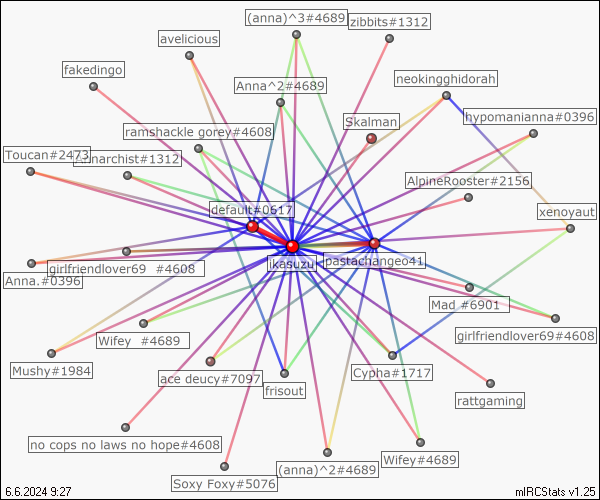 (anna)^3#4689
zibbits#1312
avelicious
fakedingo
neokingghidorah
Anna^2#4689
hypomanianna#0396
Skalman
ramshackle gorey#4608
Toucan#2473
narchist#1312
AlpineRooster#2156
default#0617
xenoyaut
ikasuzu
pastachangeo41
girlfriendlover69 #4608
Anna.#0396
Mad #6901
girlfriendlover69#4608
Wifey #4689
Mushy#1984
ace deucy#7097
Cypha#1717
frisout
rattgaming
no cops no laws no hope#4608
Wifey#4689
(anna)^2#4689
Soxy Foxy#5076
6.6.2024 9:27
mIRCStats v1.25